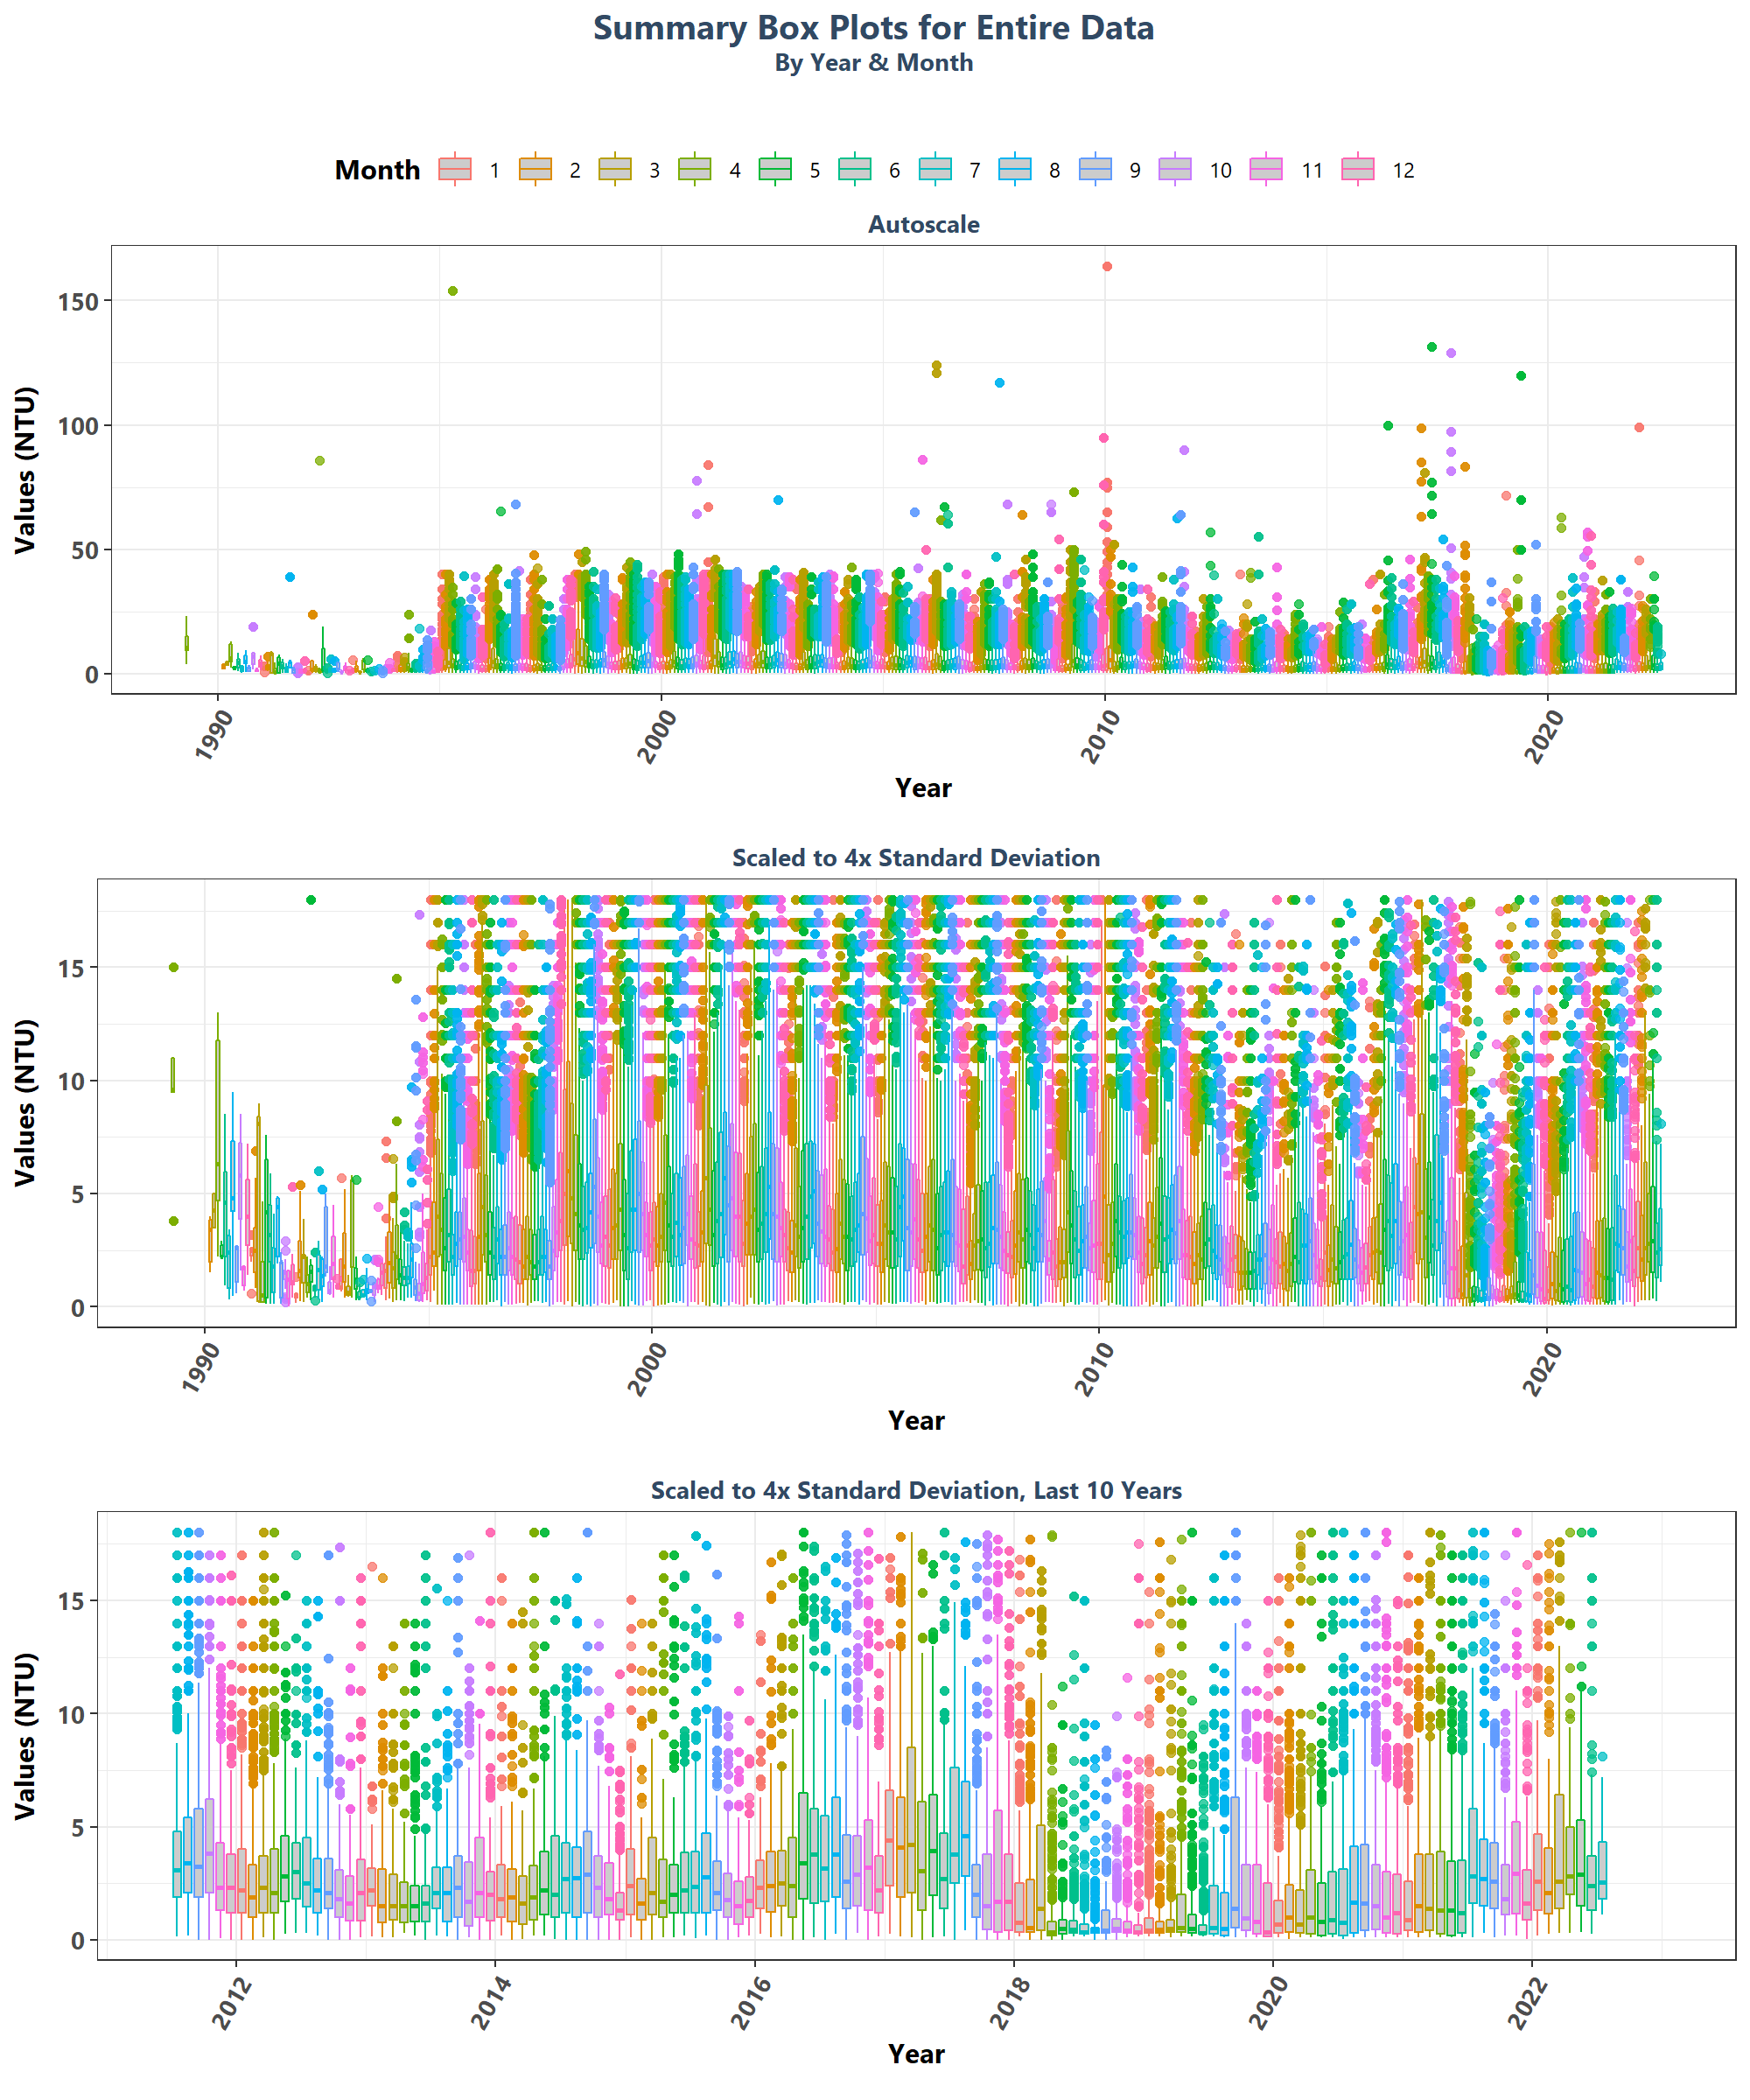 Summary Box Plots for Entire Data
By Year & Month
Month 1 2 3 4 5 6 7 8 9 10 11 12
Autoscale
Values (NTU)
150
100
50
0
1990 2000 2010 2020
Year
Scaled to 4x Standard Deviation
Values (NTU)
15
10
5
0
1990 2000 2010 2020
Year
Scaled to 4x Standard Deviation, Last 10 Years
Values (NTU)
15
10
5
0
2012 2014 2016 2018 2020 2022
Year